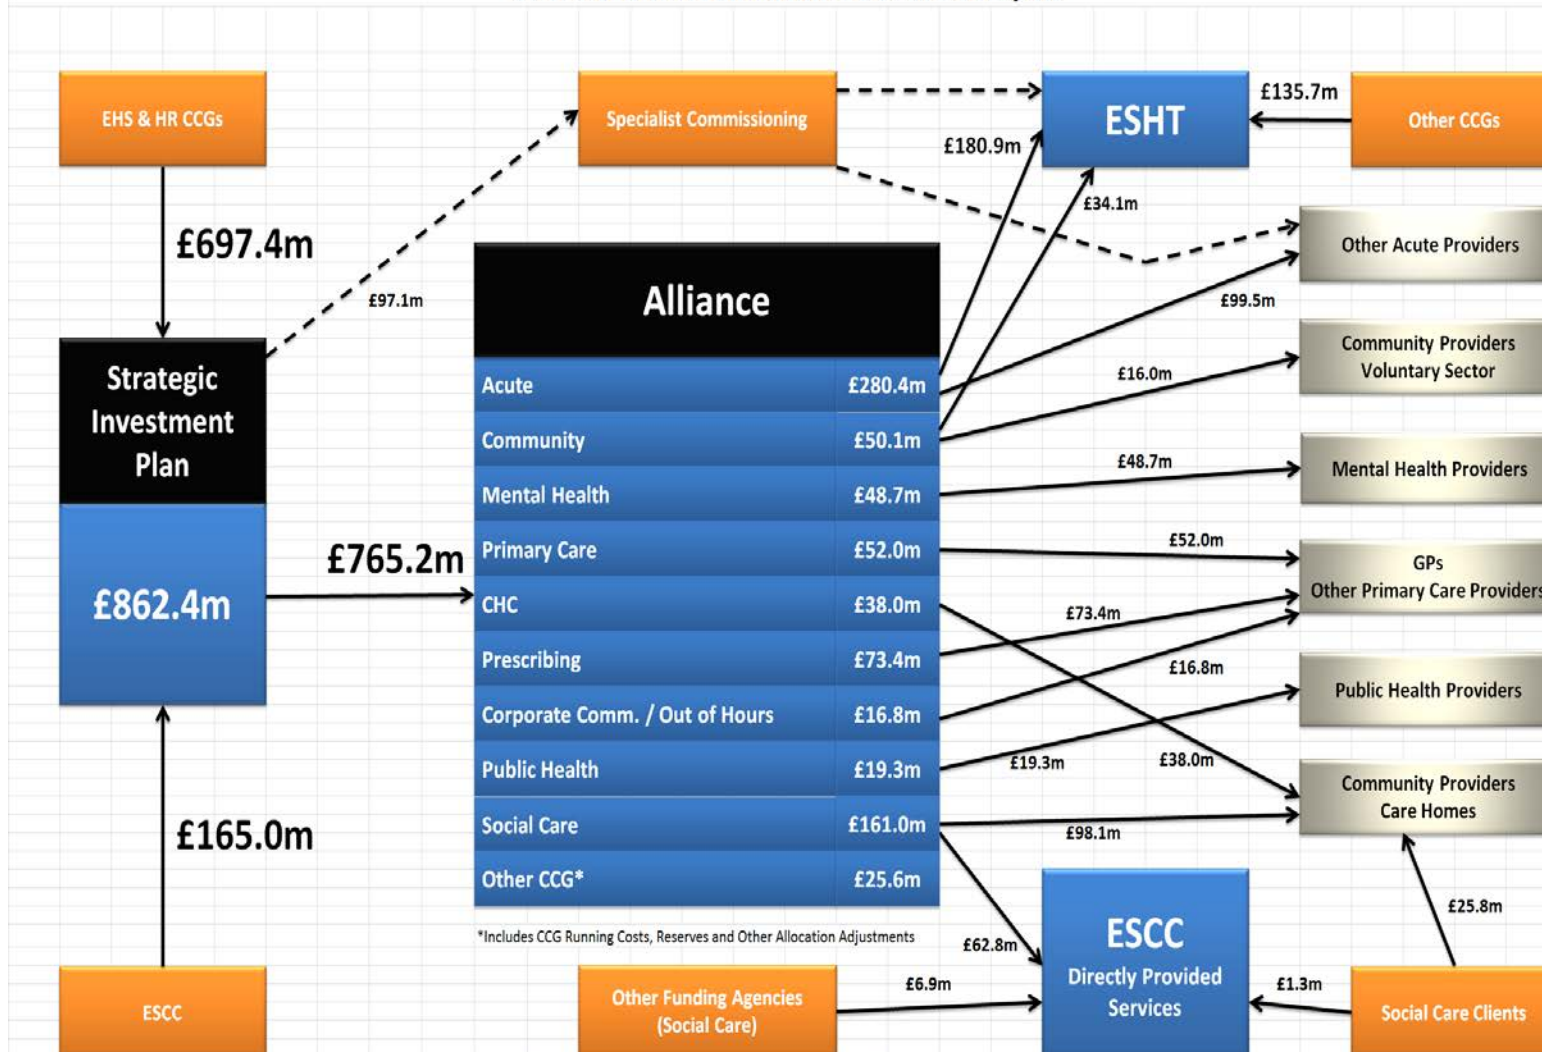 EHS & HR CCGs
Specialist Commissioning
ESHT
£135.7m
Other CCGs
£180.9m
£34.1m
£697.4m
£97.1m
Other Acute Providers
£99.5m
Alliance
Strategic
Investment
Plan
£862.4m
£765.2m
Acute £280.4m
Community £50.1m
Mental Health £48.7m
Primary Care £52.0m
CHC £38.0m
Prescribing £73.4m
Corporate Comm. / Out of Hours £16.8m
Public Health £19.3m
Social Care £161.0m
Other CCG* £25.6m
*Includes CCG Running Costs, Reserves and Other Allocation Adjustments
£16.0m
Community Providers
Voluntary Sector
£48.7m
Mental Health Providers
£52.0m
GPs
Other Primary Care Providers
£73.4m
£16.8m
Public Health Providers
£19.3m
£38.0m
Community Providers
Care Homes
£98.1m
£165.0m
£25.8m
£62.8m
ESCC
Directly Provided
Services
£6.9m
£1.3m
ESCC
Other Funding Agencies
(Social Care)
Social Care Clients